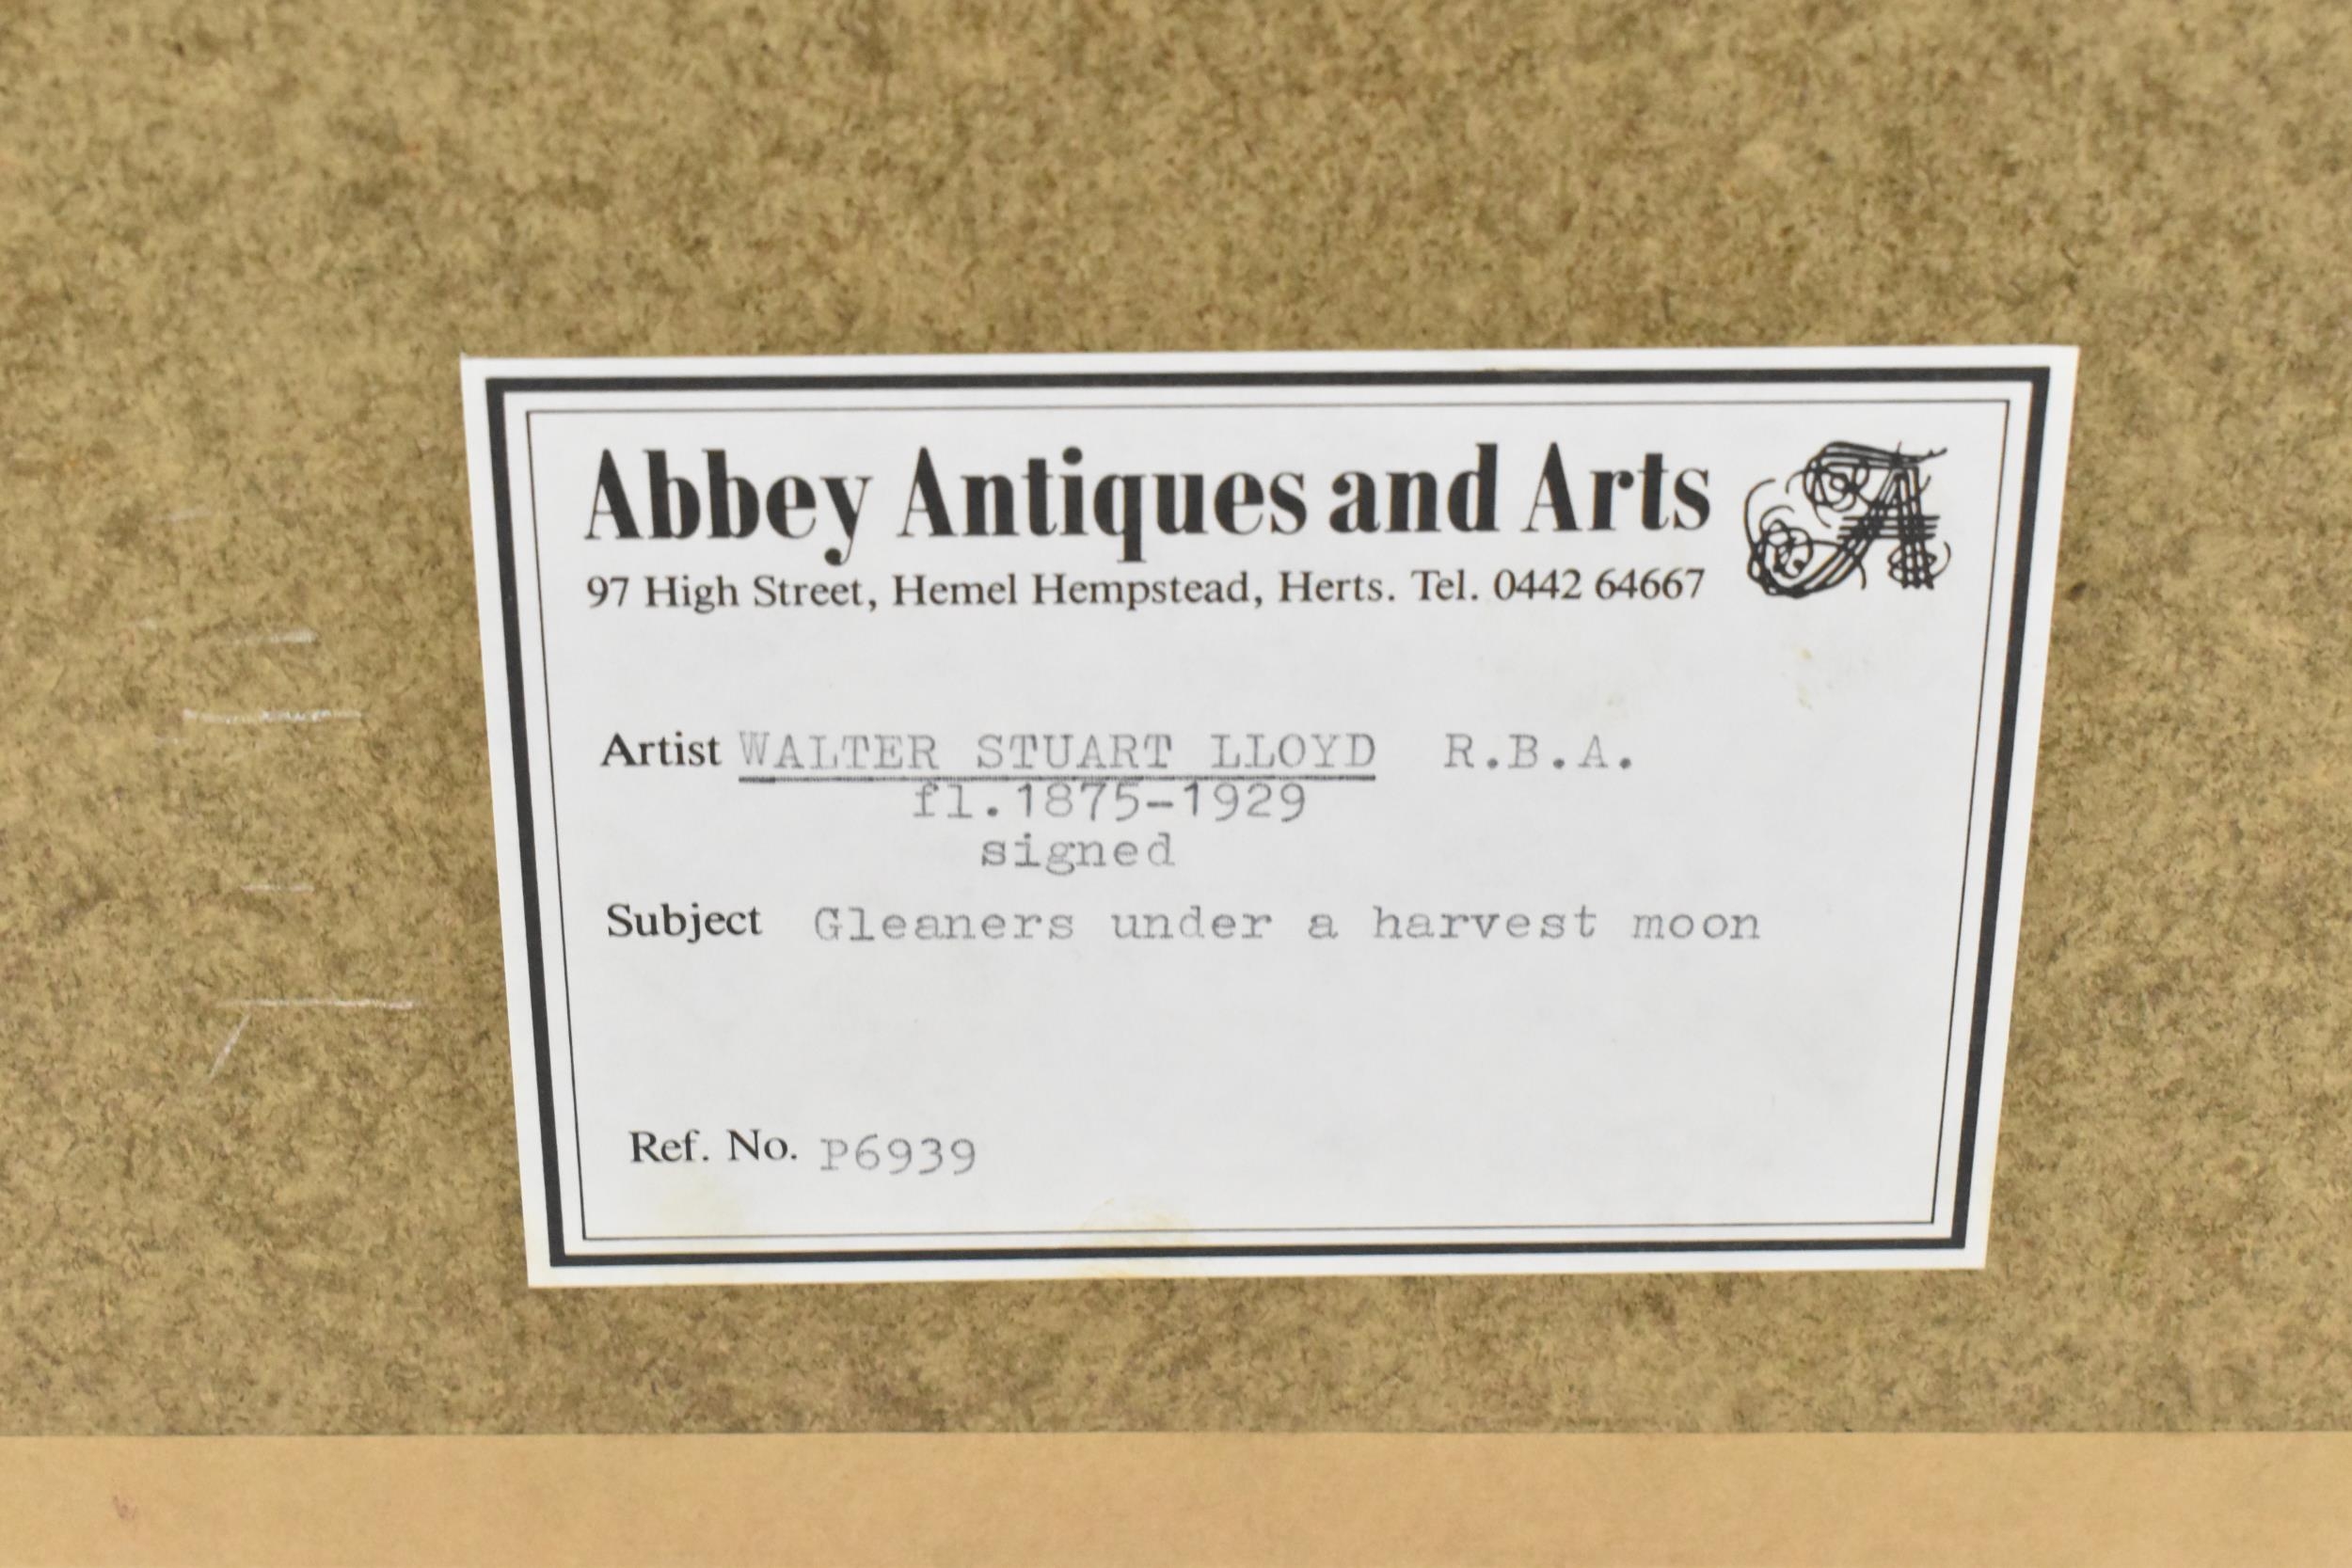 Abbey Antiques and Arts
97 High Street, Hemel Hempstead, Herts. Tel. 0442 64667
Artist WALTER STUART LLOYD R.B.A.
fl.1875-1929
signed
Subject Gleaners under a harvest moon
Ref. No. P6939